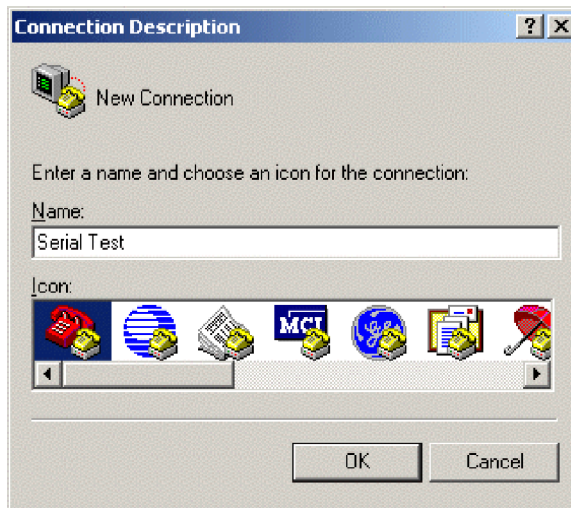 Connection Description
New Connection
Enter a name and choose an icon for the connection:
Name:
Serial Test
Icon:
MCI
OK Cancel